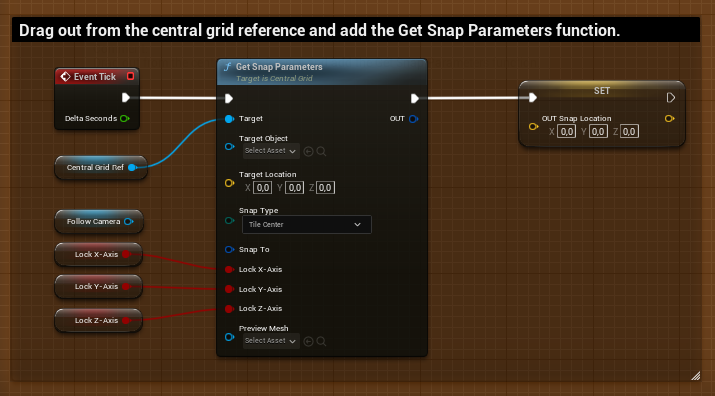 Drag out from the central grid reference and add the Get Snap Parameters function.
Event Tick
Delta Seconds
Central Grid Ref
Follow Camera
Lock X-Axis
Lock Y-Axis
Lock Z-Axis
f Get Snap Parameters
Target is Central Grid
Target
OUT
Target Object
Select Asset
Target Location
X 0,0 Y 0,0 Z 0,0
Snap Type
Tile Center
Snap To
Lock X-Axis
Lock Y-Axis
Lock Z-Axis
Preview Mesh
Select Asset
SET
OUT Snap Location
X 0,0 Y 0,0 Z 0,0